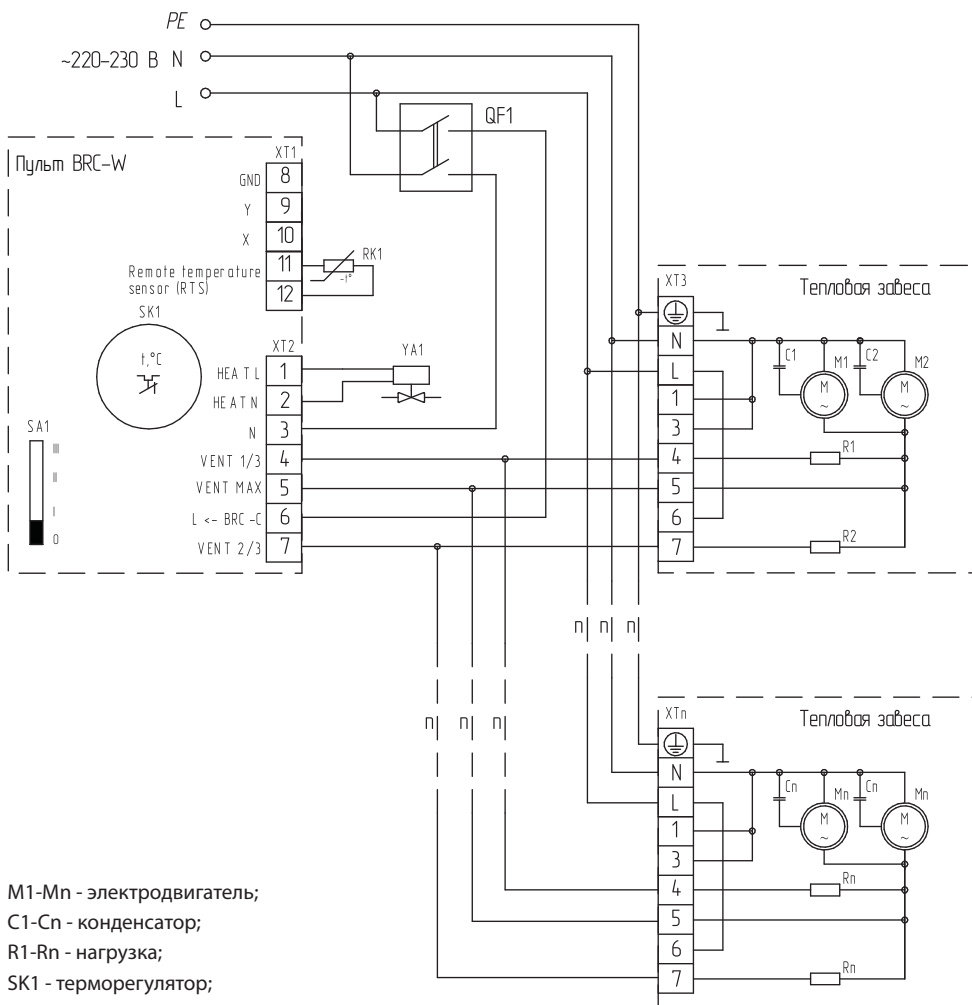 PE
~220-230 В N
L
QF1
Пульт BRC-W
XT1
GND 8
Y 9
X 10
Remote temperature sensor (RTS)
11
12
RK1
-t°
SK1
t,°C
SA1
III
II
I
0
XT2
HEAT L 1
HEAT N 2
N 3
VENT 1/3 4
VENT MAX 5
L <- BRC-C 6
VENT 2/3 7
YA1
XT3
Тепловая завеса
N
L
1
3
4
5
6
7
C1
M1
C2
M2
M
~
M
~
R1
R2
п п п
п п п
XTn
Тепловая завеса
N
L
1
3
4
5
6
7
Cn
Mn
Cn
Mn
M
~
M
~
Rn
Rn
M1-Mn - электродвигатель;
C1-Cn - конденсатор;
R1-Rn - нагрузка;
SK1 - терморегулятор;